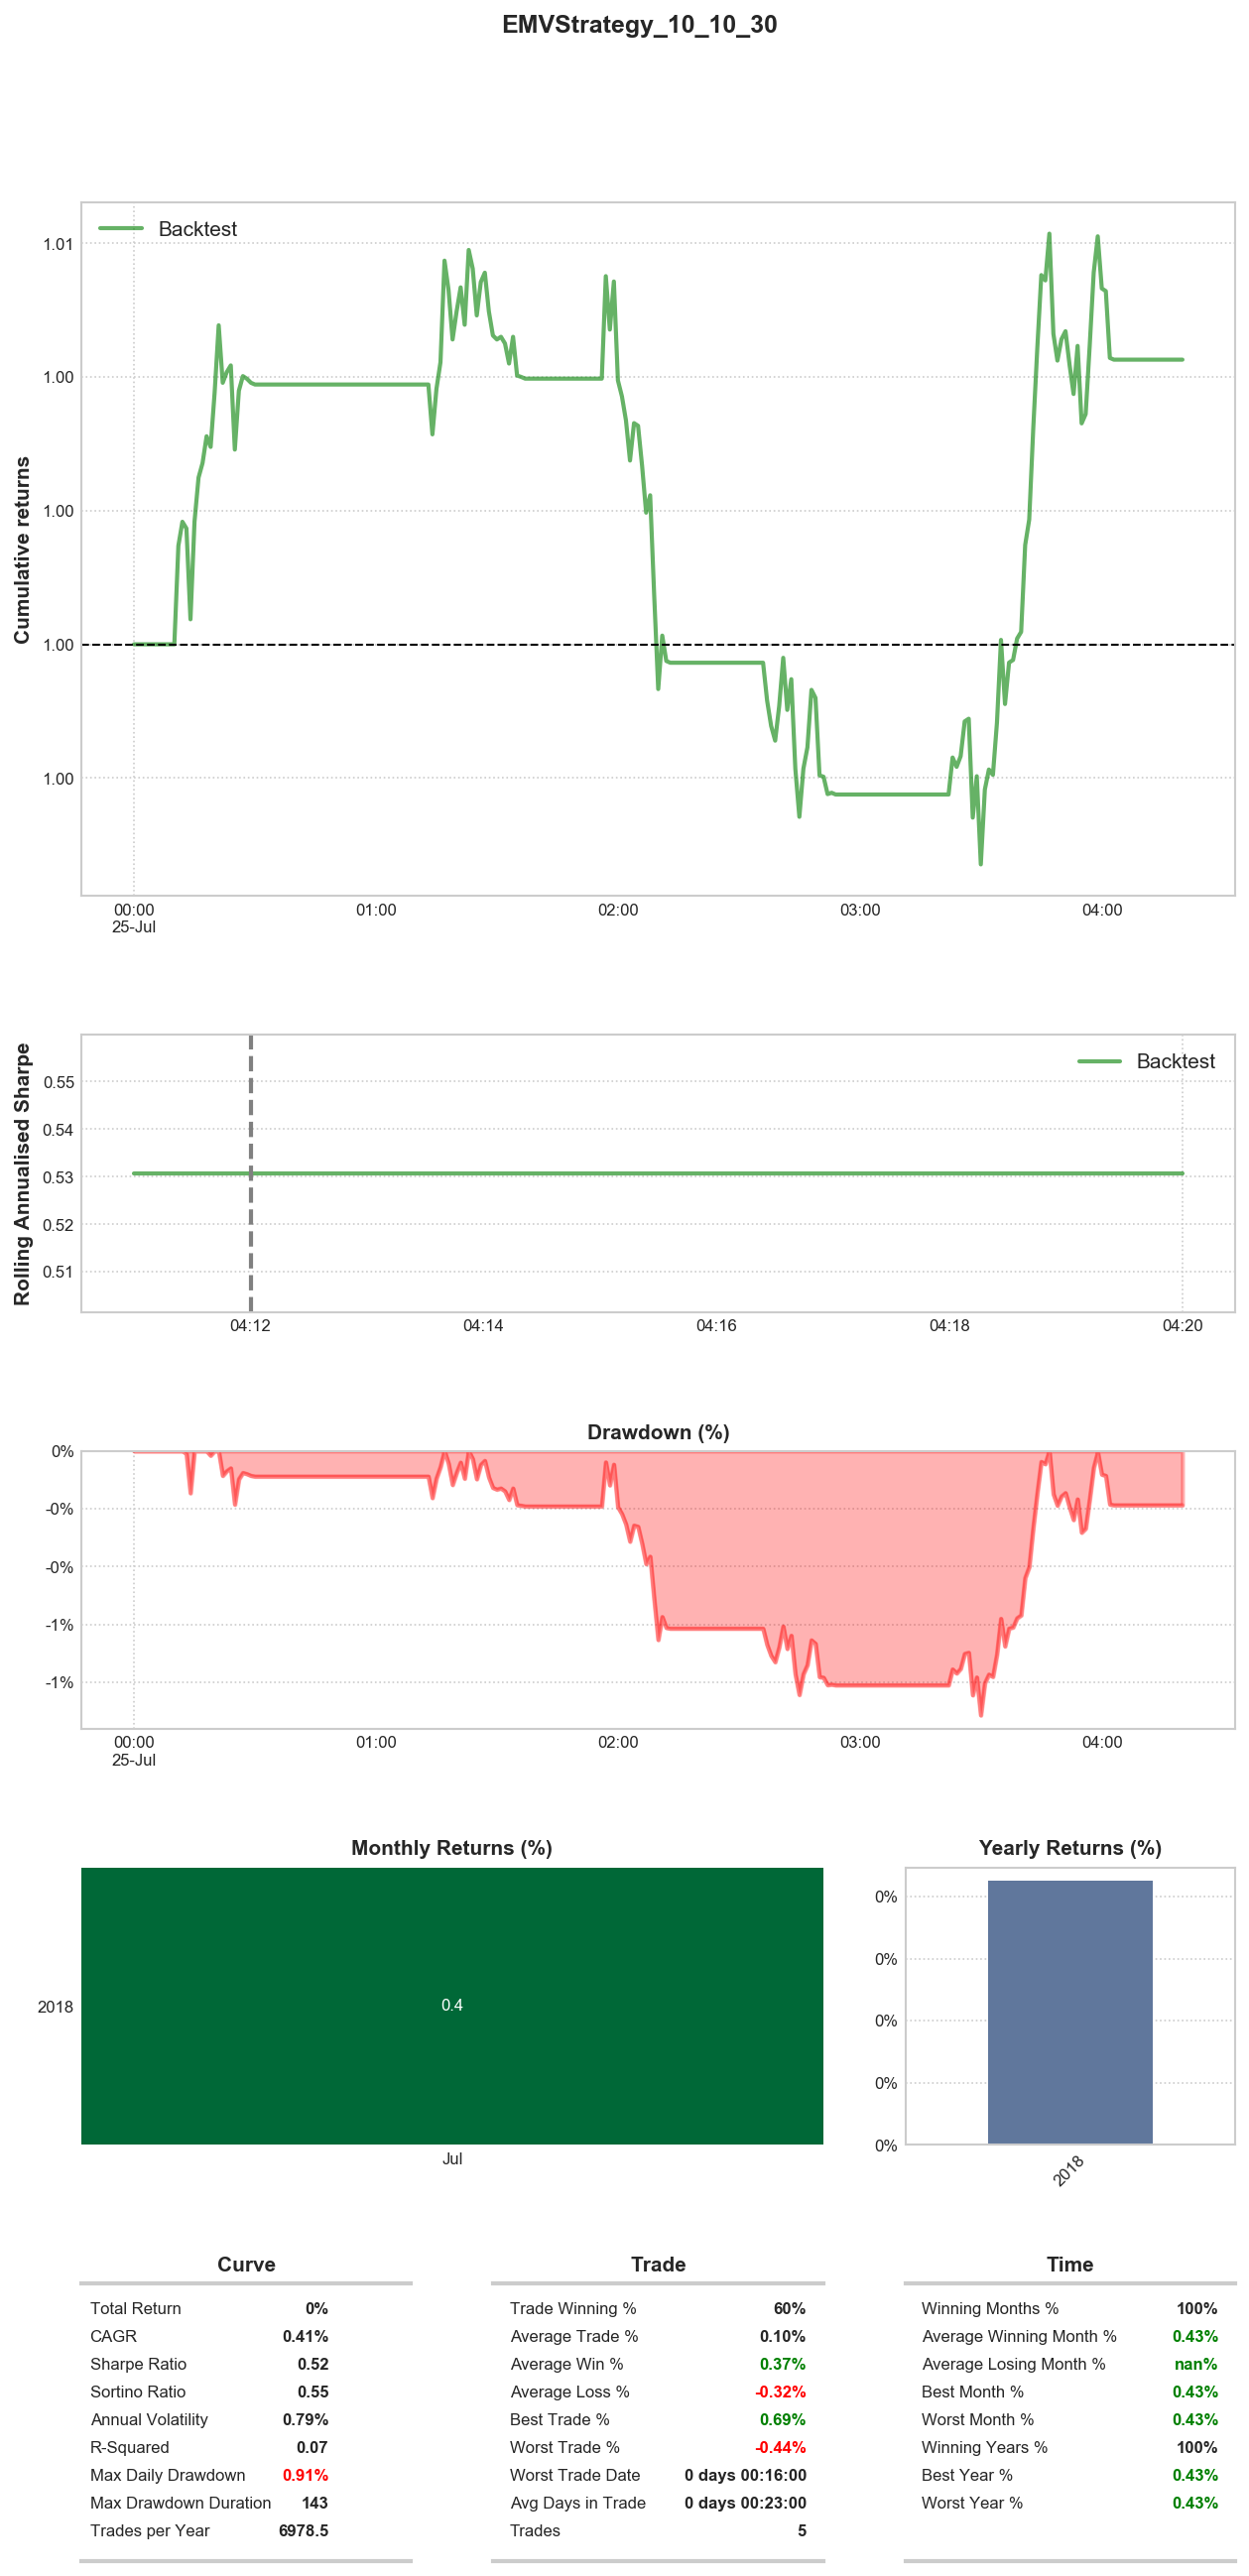 EMVStrategy_10_10_30
Backtest
Cumulative returns
1.01
1.00
1.00
1.00
1.00
00:00 01:00 02:00 03:00 04:00
25-Jul
Rolling Annualised Sharpe
Backtest
0.55
0.54
0.53
0.52
0.51
04:12 04:14 04:16 04:18 04:20
Drawdown (%)
0%
-0%
-0%
-1%
-1%
00:00 01:00 02:00 03:00 04:00
25-Jul
Monthly Returns (%)
2018
0.4
Jul
Yearly Returns (%)
0%
0%
0%
0%
0%
2018
Curve
Total Return 0%
CAGR 0.41%
Sharpe Ratio 0.52
Sortino Ratio 0.55
Annual Volatility 0.79%
R-Squared 0.07
Max Daily Drawdown 0.91%
Max Drawdown Duration 143
Trades per Year 6978.5
Trade
Trade Winning % 60%
Average Trade % 0.10%
Average Win % 0.37%
Average Loss % -0.32%
Best Trade % 0.69%
Worst Trade % -0.44%
Worst Trade Date 0 days 00:16:00
Avg Days in Trade 0 days 00:23:00
Trades 5
Time
Winning Months % 100%
Average Winning Month % 0.43%
Average Losing Month % nan%
Best Month % 0.43%
Worst Month % 0.43%
Winning Years % 100%
Best Year % 0.43%
Worst Year % 0.43%